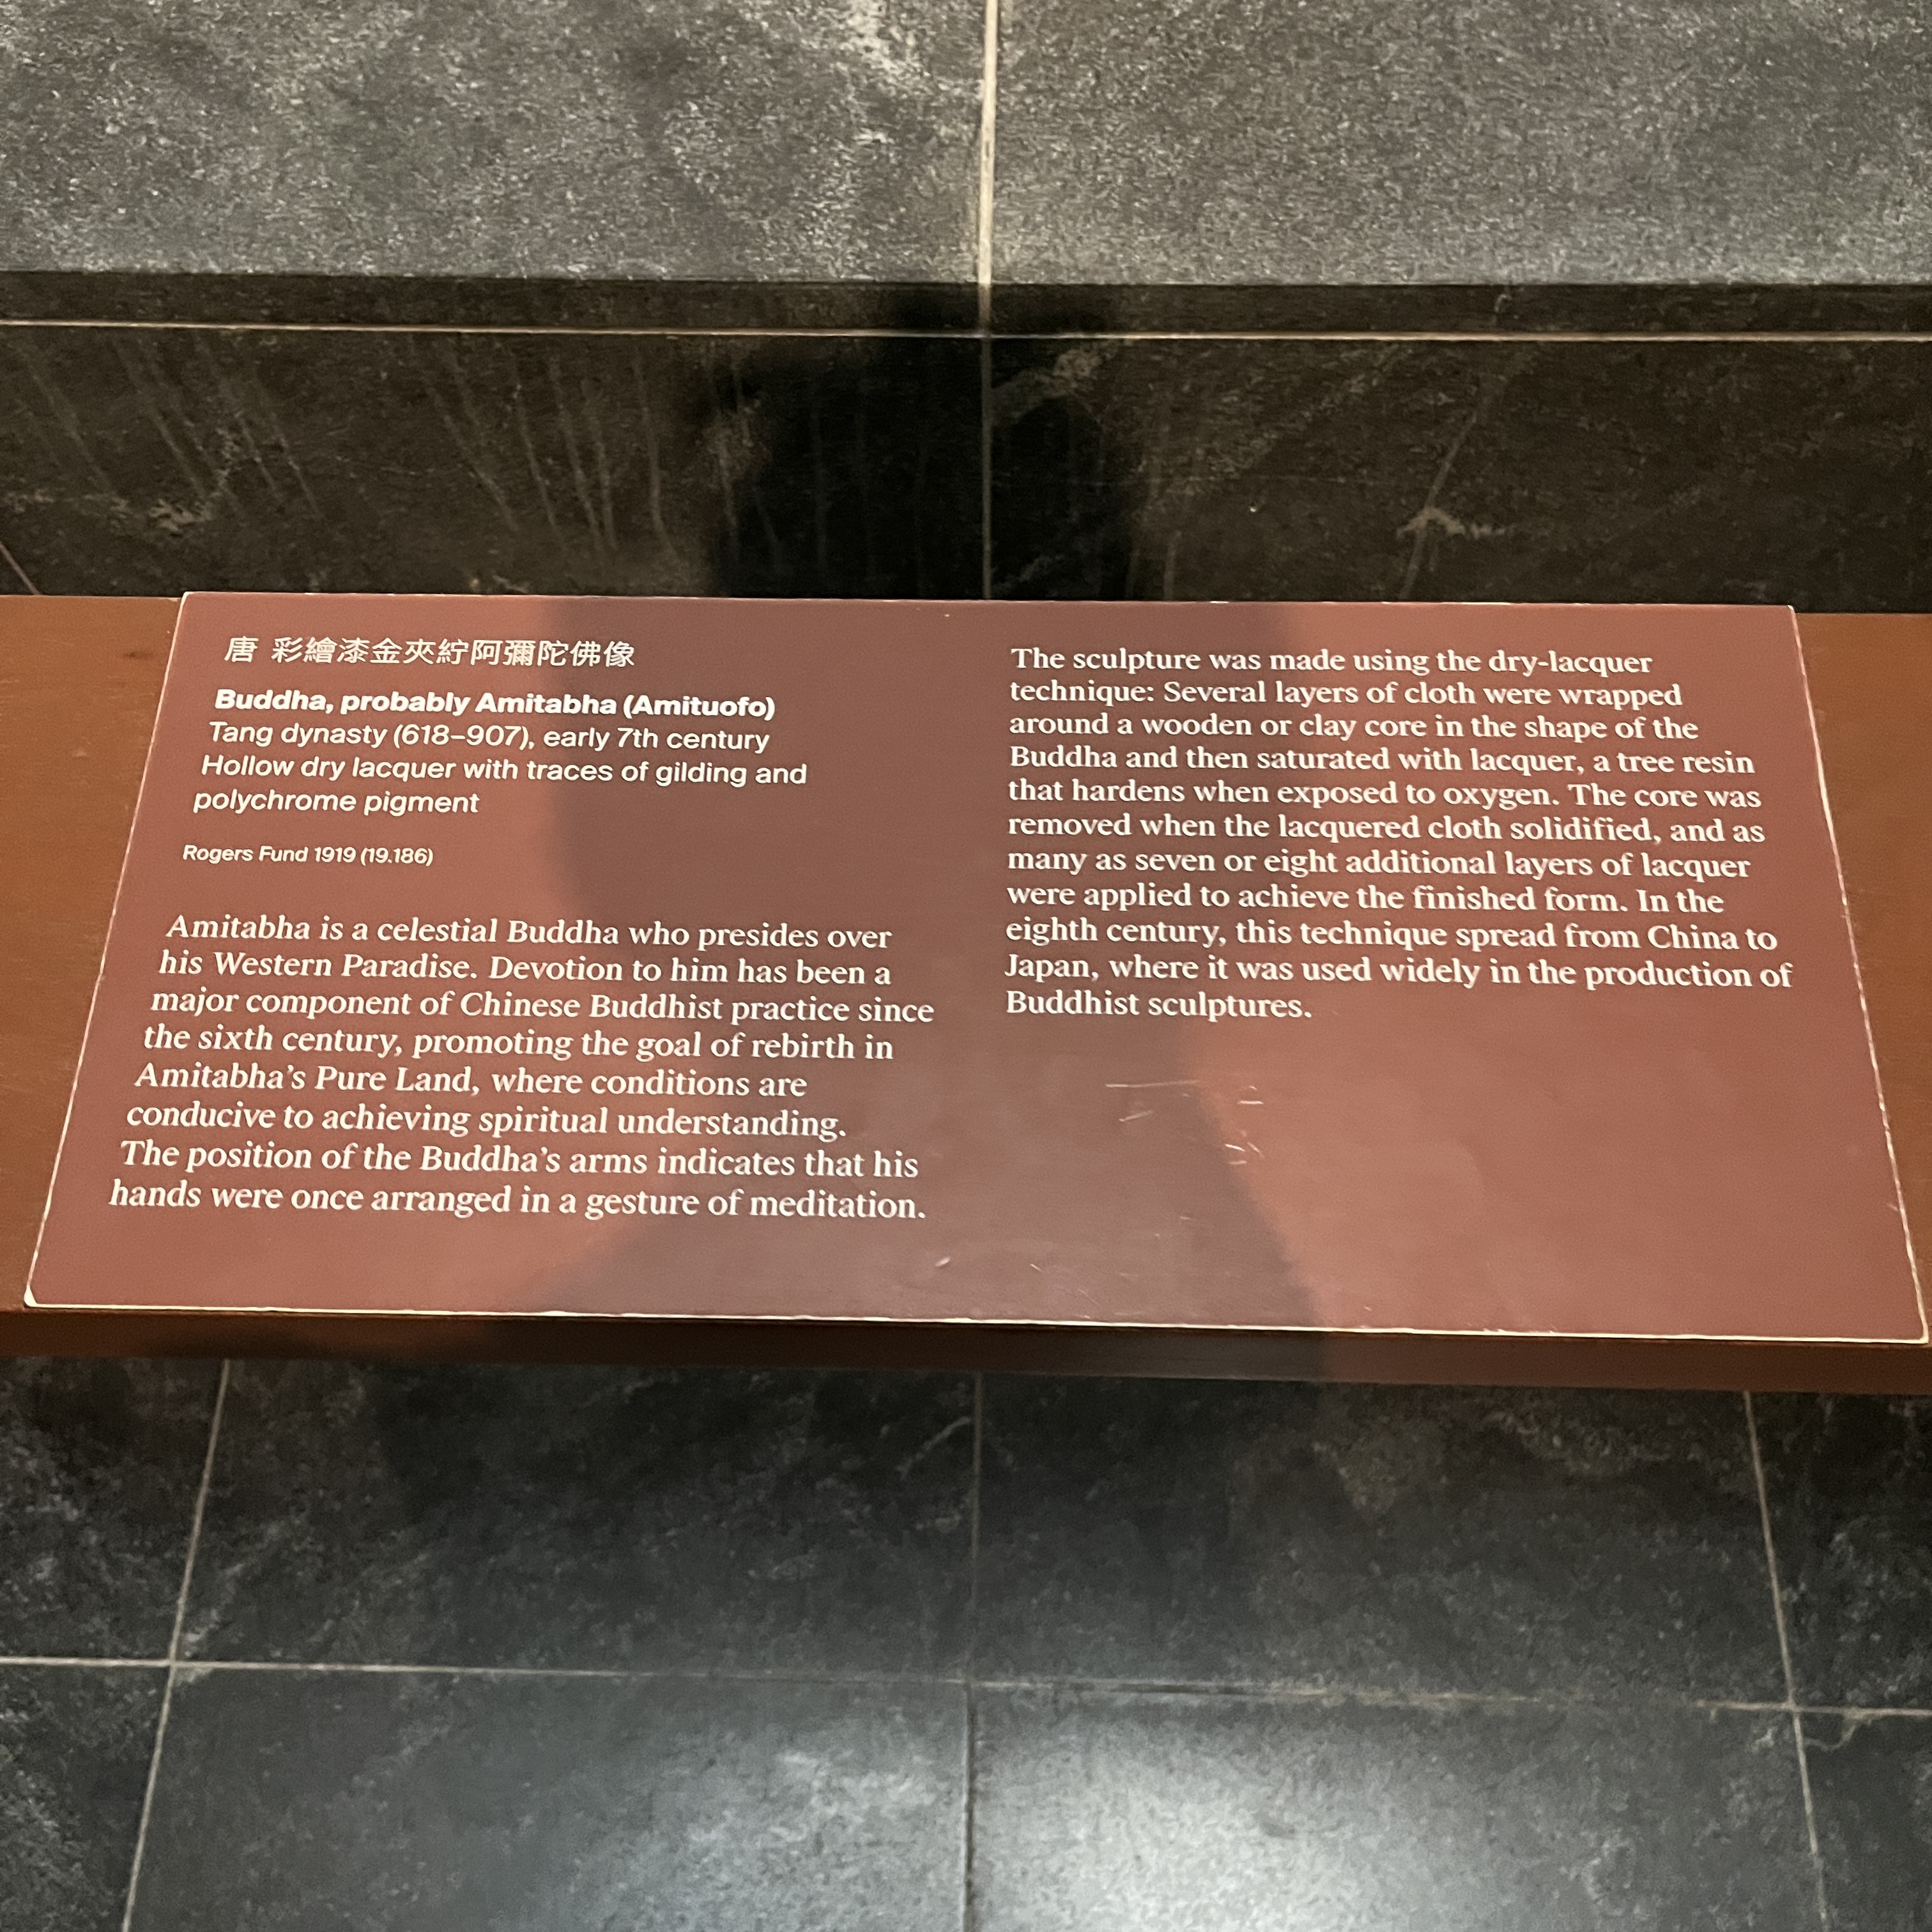 唐 彩繪漆金夾紵阿彌陀佛像
Buddha, probably Amitabha (Amituofo)
Tang dynasty (618–907), early 7th century
Hollow dry lacquer with traces of gilding and
polychrome pigment
Rogers Fund 1919 (19.186)
Amitabha is a celestial Buddha who presides over
his Western Paradise. Devotion to him has been a
major component of Chinese Buddhist practice since
the sixth century, promoting the goal of rebirth in
Amitabha’s Pure Land, where conditions are
conducive to achieving spiritual understanding.
The position of the Buddha’s arms indicates that his
hands were once arranged in a gesture of meditation.
The sculpture was made using the dry-lacquer
technique: Several layers of cloth were wrapped
around a wooden or clay core in the shape of the
Buddha and then saturated with lacquer, a tree resin
that hardens when exposed to oxygen. The core was
removed when the lacquered cloth solidified, and as
many as seven or eight additional layers of lacquer
were applied to achieve the finished form. In the
eighth century, this technique spread from China to
Japan, where it was used widely in the production of
Buddhist sculptures.